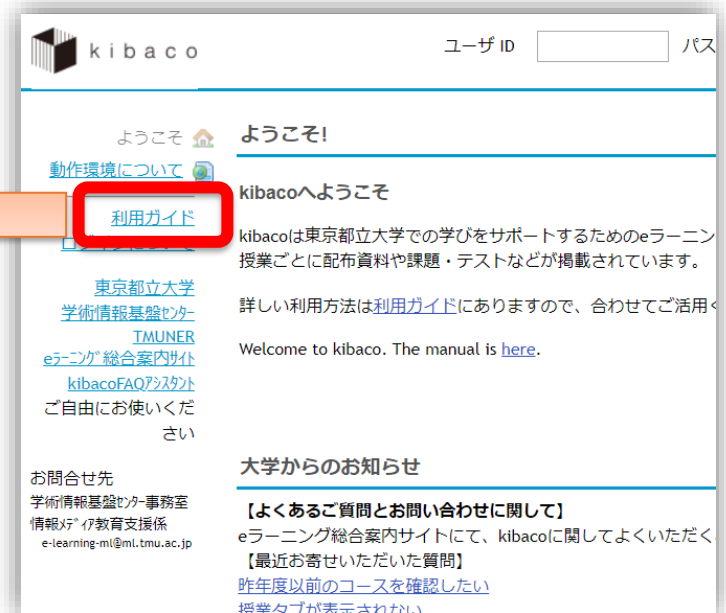 kibaco
ユーザ ID
パス
ようこそ
動作環境について
利用ガイド
東京都立大学
学術情報基盤ｾﾝﾀｰ
TMUNER
eﾗｰﾆﾝｸﾞ総合案内ｻｲﾄ
kibacoFAQｱｼｽﾀﾝﾄ
ご自由にお使いくだ
さい
お問合せ先
学術情報基盤ｾﾝﾀｰ事務室
情報ﾒﾃﾞｨｱ教育支援係
e-learning-ml@ml.tmu.ac.jp
ようこそ!
kibacoへようこそ
kibacoは東京都立大学での学びをサポートするためのeラーニン
授業ごとに配布資料や課題・テストなどが掲載されています。
詳しい利用方法は利用ガイドにありますので、合わせてご活用く
Welcome to kibaco. The manual is here.
大学からのお知らせ
【よくあるご質問とお問い合わせに関して】
eラーニング総合案内サイトにて、kibacoに関してよくいただく
【最近お寄せいただいた質問】
昨年度以前のコースを確認したい
授業タブが表示されない